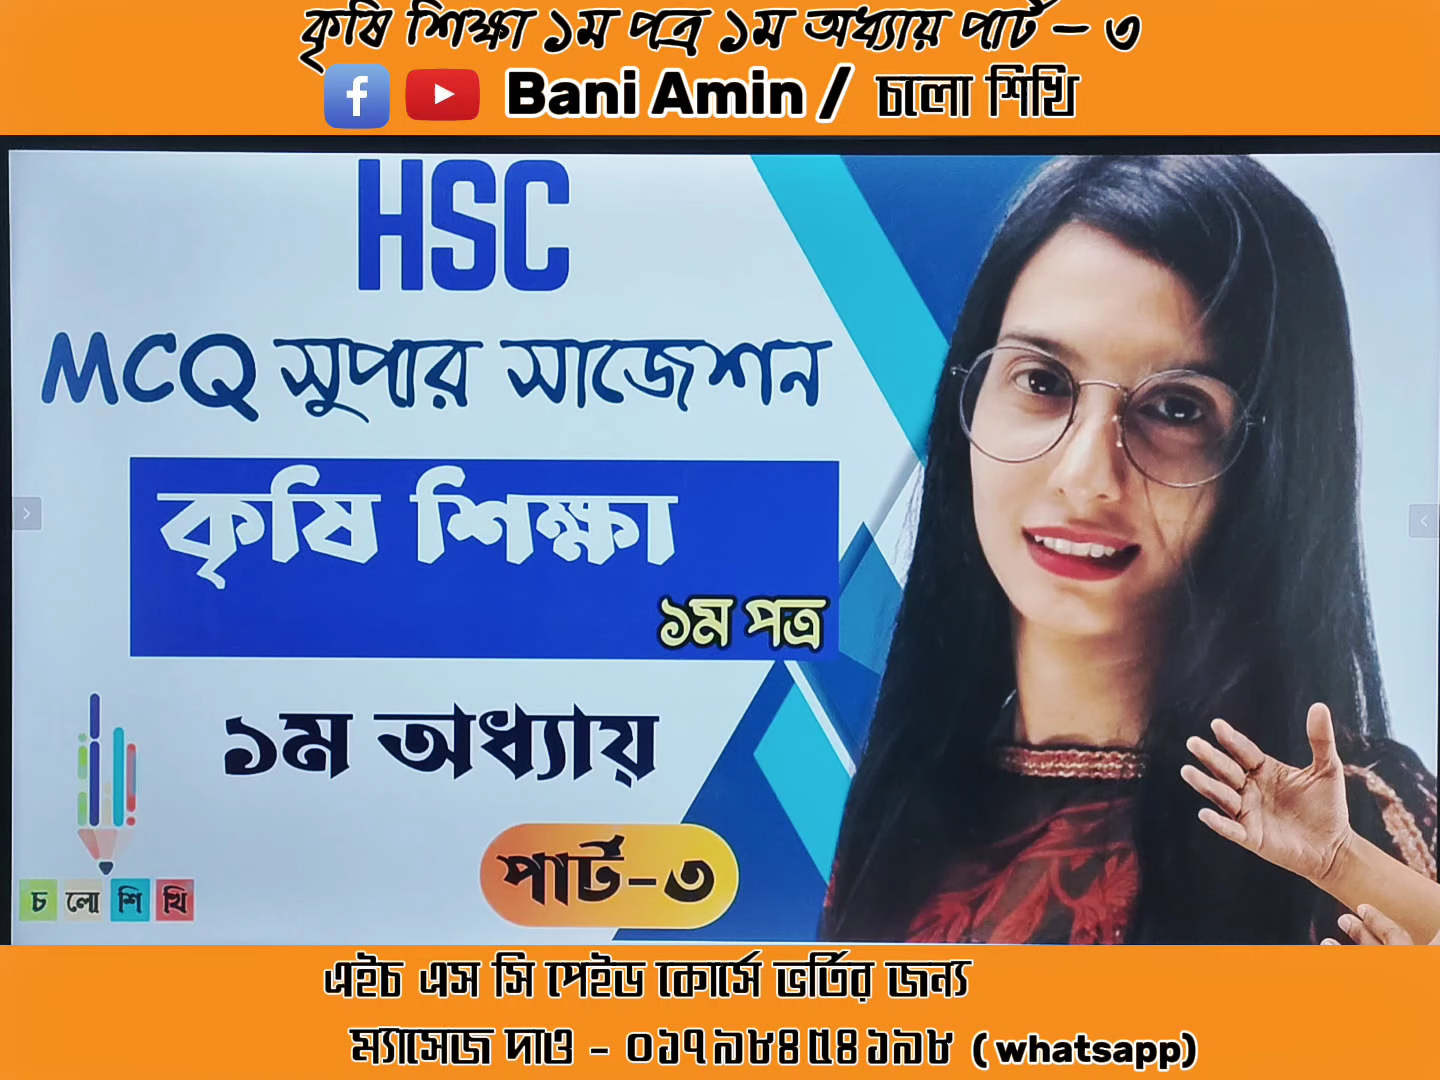 কৃষি শিক্ষা ১ম পত্র ১ম অধ্যায় পার্ট - ৩
Bani Amin / চলো শিখি
HSC
MCQ সুপার সাজেশন
কৃষি শিক্ষা
১ম পত্র
১ম অধ্যায়
পার্ট-৩
চ লো শি খি
এইচ এস সি পেইড কোর্সে ভর্তির জন্য
ম্যাসেজ দাও - ০১৭৯৮৪৫৪১৯৮ ( whatsapp)